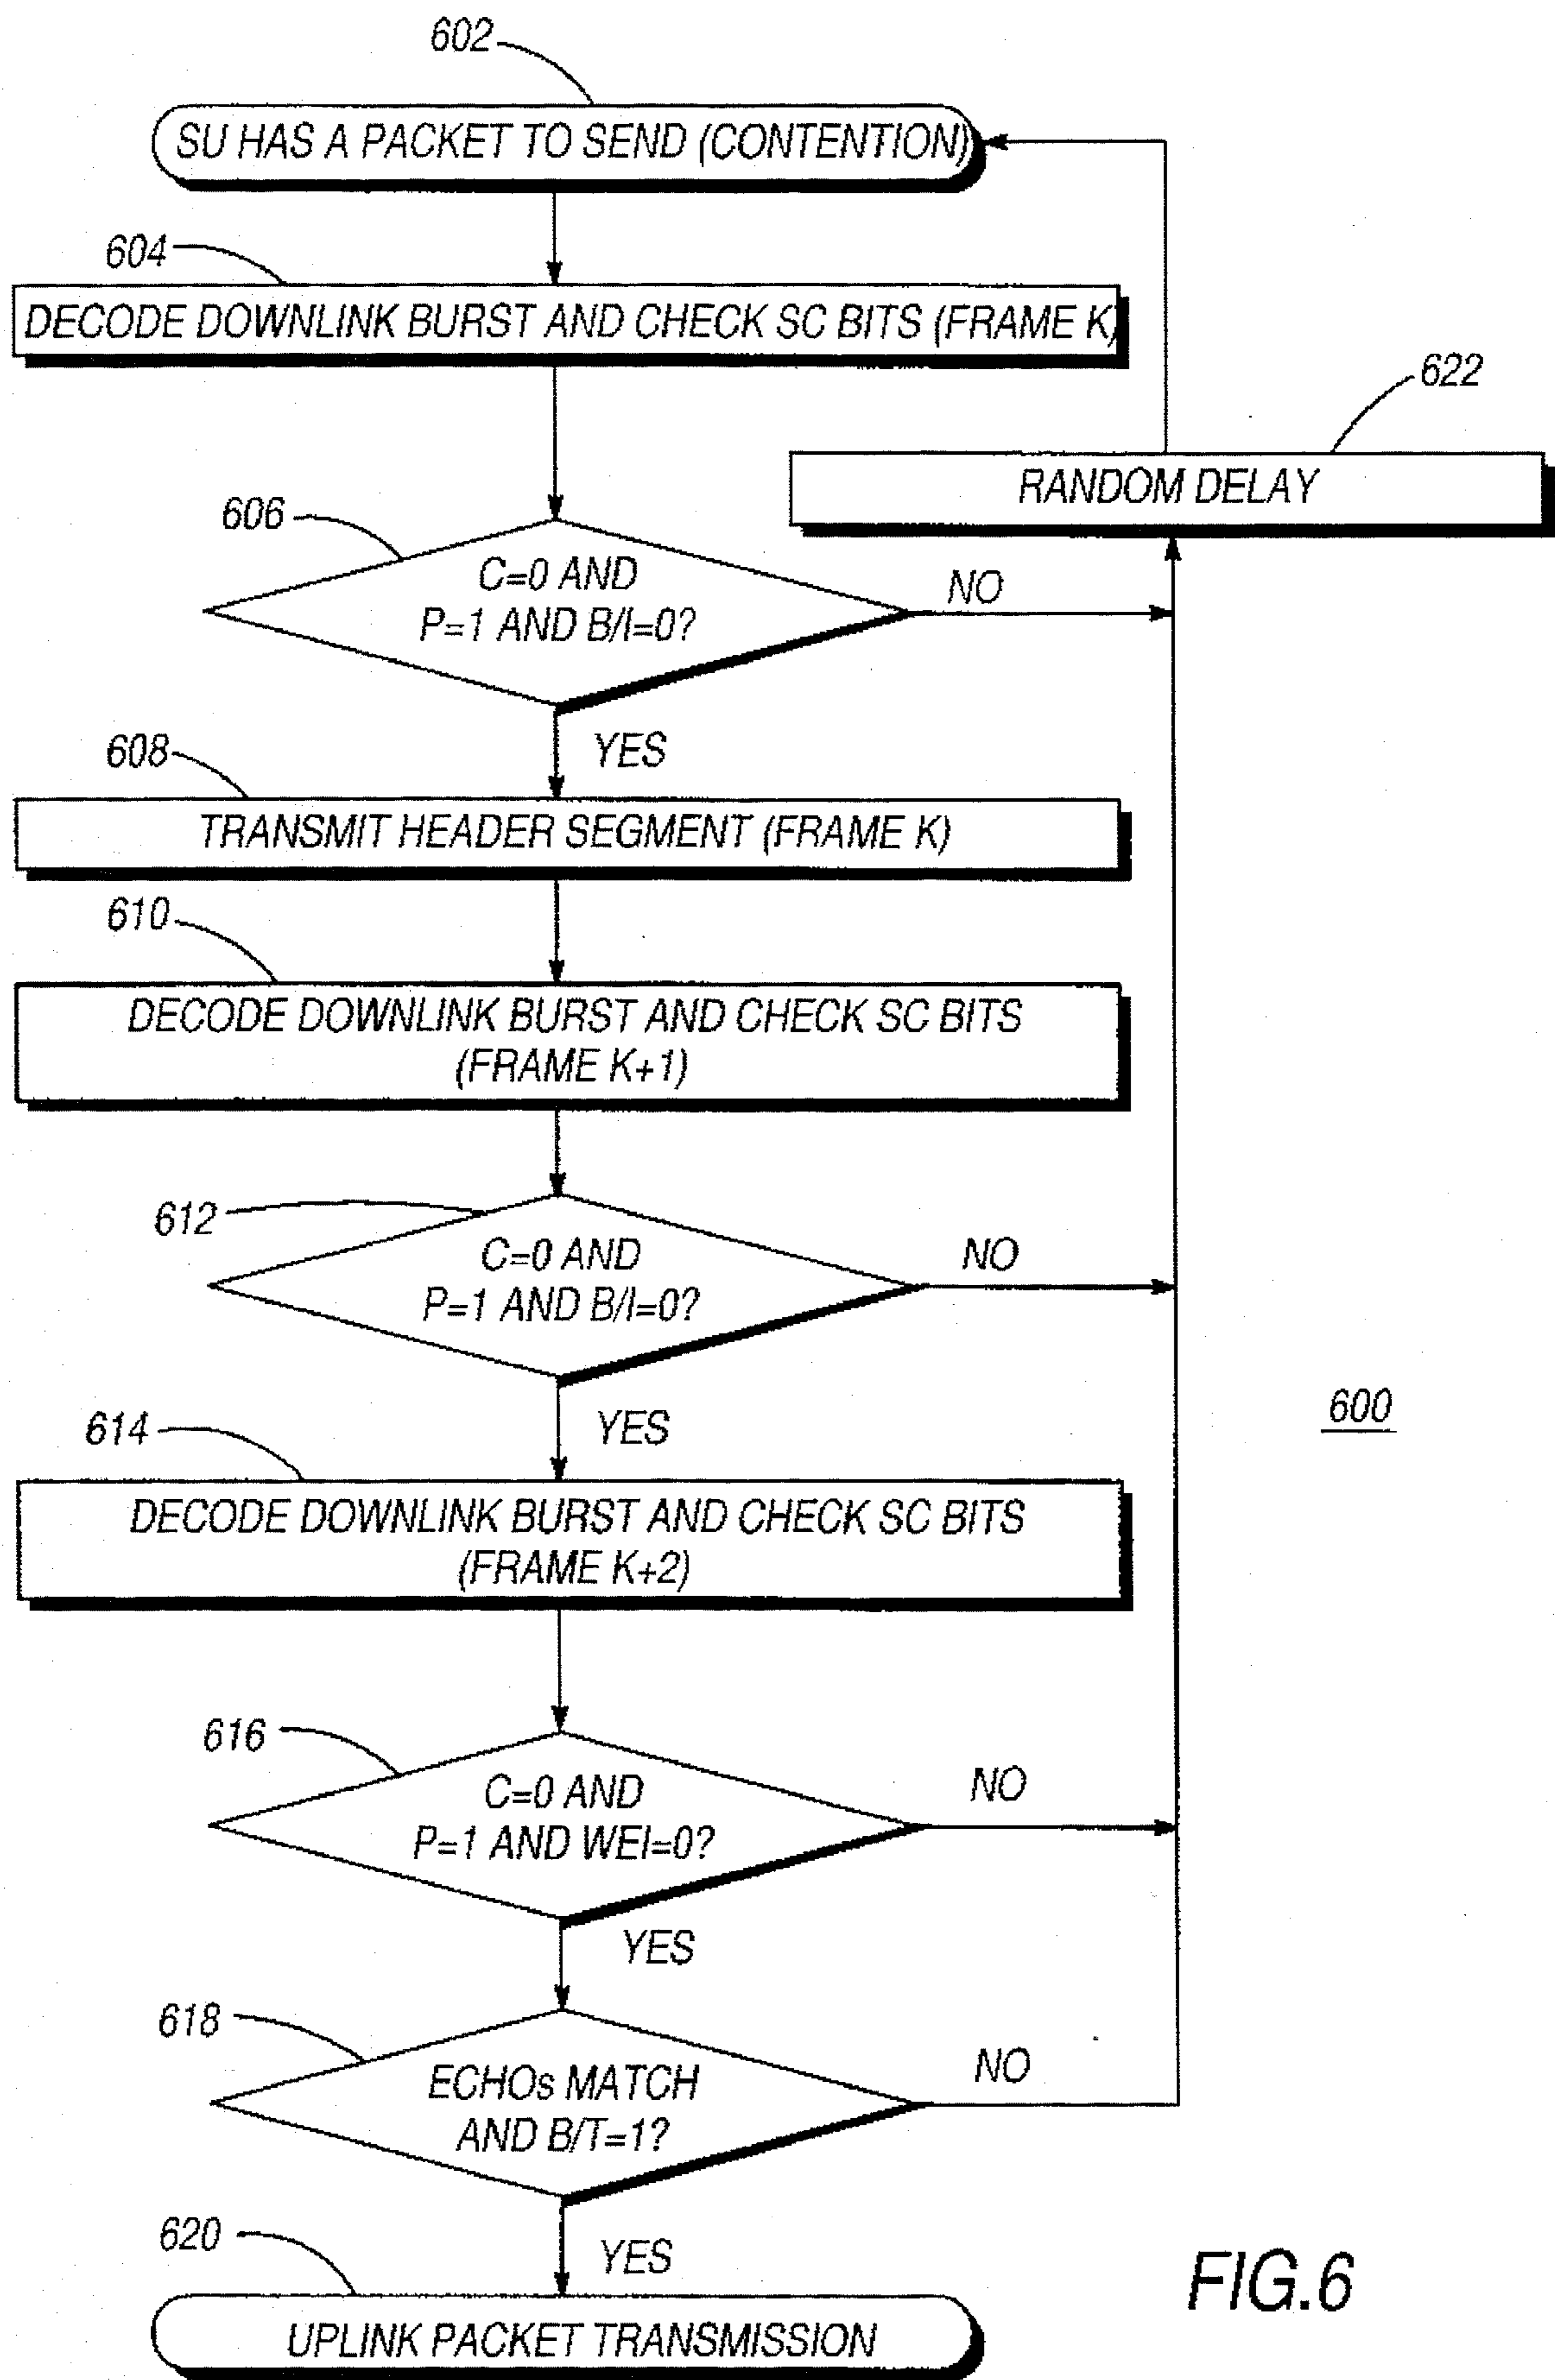 602
SU HAS A PACKET TO SEND (CONTENTION)
604
DECODE DOWNLINK BURST AND CHECK SC BITS (FRAME K)
622
RANDOM DELAY
606
C=0 AND
P=1 AND B/I=0?
NO
YES
608
TRANSMIT HEADER SEGMENT (FRAME K)
610
DECODE DOWNLINK BURST AND CHECK SC BITS
(FRAME K+1)
612
C=0 AND
P=1 AND B/I=0?
NO
600
YES
614
DECODE DOWNLINK BURST AND CHECK SC BITS
(FRAME K+2)
616
C=0 AND
P=1 AND WEI=0?
NO
YES
618
ECHOs MATCH
AND B/T=1?
NO
YES
620
UPLINK PACKET TRANSMISSION
FIG.6